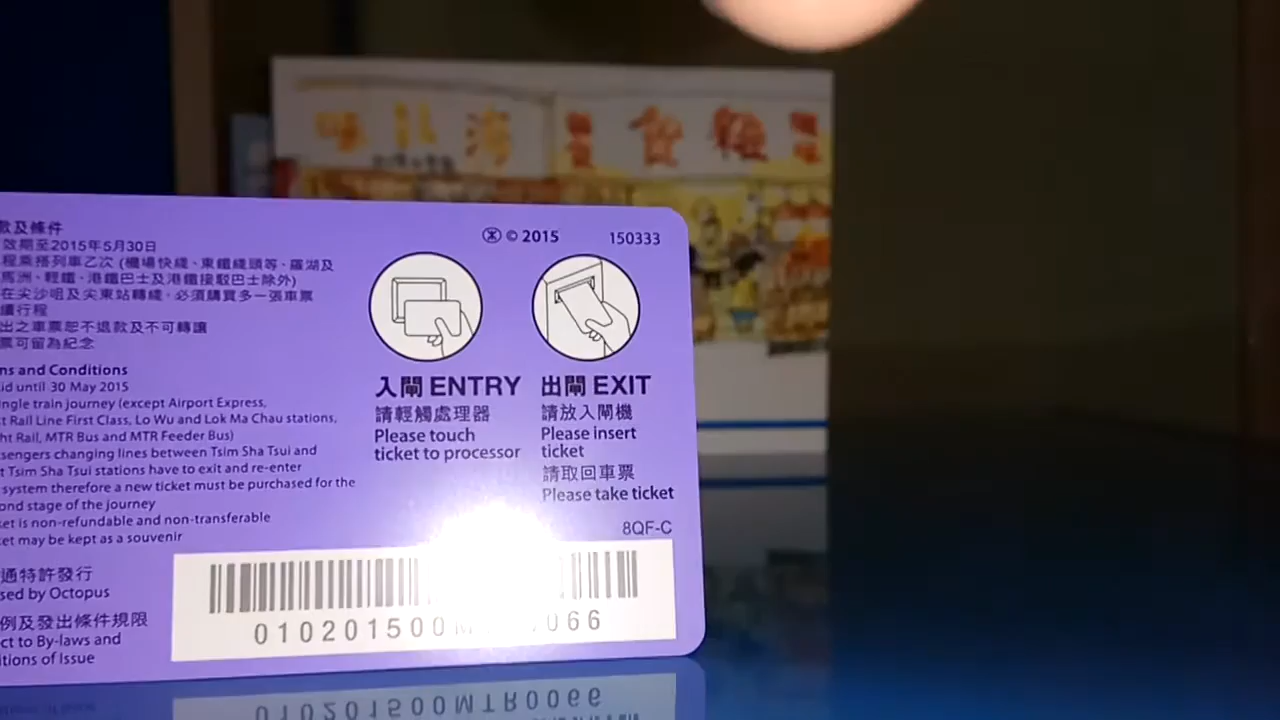 款及條件
效期至2015年5月30日
程乘搭列車乙次 (機場快綫、東鐵綫頭等、羅湖及
馬洲、輕鐵、港鐵巴士及港鐵接駁巴士除外)
在尖沙咀及尖東站轉綫，必須購買多一張車票
續行程
出之車票恕不退款及不可轉讓
票可留為紀念
ns and Conditions
id until 30 May 2015
ingle train journey (except Airport Express,
t Rail Line First Class, Lo Wu and Lok Ma Chau stations,
ht Rail, MTR Bus and MTR Feeder Bus)
sengers changing lines between Tsim Sha Tsui and
t Tsim Sha Tsui stations have to exit and re-enter
system therefore a new ticket must be purchased for the
ond stage of the journey
et is non-refundable and non-transferable
et may be kept as a souvenir
通特許發行
sed by Octopus
例及發出條件規限
ct to By-laws and
itions of Issue
© 2015 150333
入閘 ENTRY
請輕觸處理器
Please touch
ticket to processor
出閘 EXIT
請放入閘機
Please insert
ticket
請取回車票
Please take ticket
8QF-C
010201500M 066
010201500MTR0066